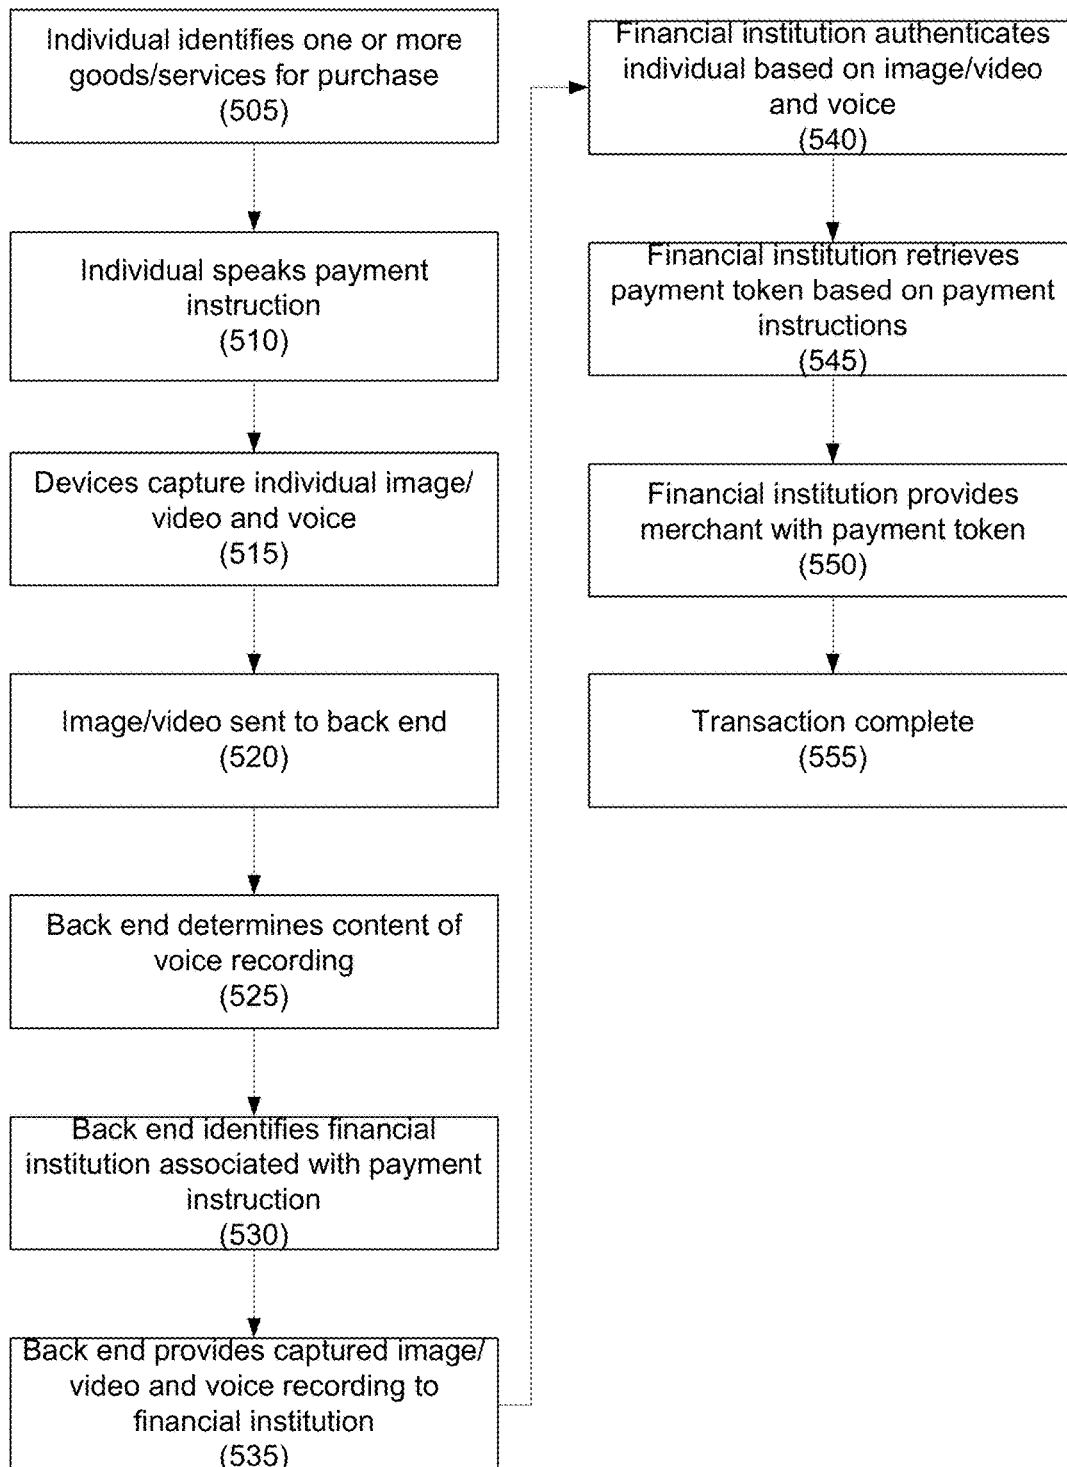 Individual identifies one or more
goods/services for purchase
(505)
Individual speaks payment
instruction
(510)
Devices capture individual image/
video and voice
(515)
Image/video sent to back end
(520)
Back end determines content of
voice recording
(525)
Back end identifies financial
institution associated with payment
instruction
(530)
Back end provides captured image/
video and voice recording to
financial institution
(535)
Financial institution authenticates
individual based on image/video
and voice
(540)
Financial institution retrieves
payment token based on payment
instructions
(545)
Financial institution provides
merchant with payment token
(550)
Transaction complete
(555)